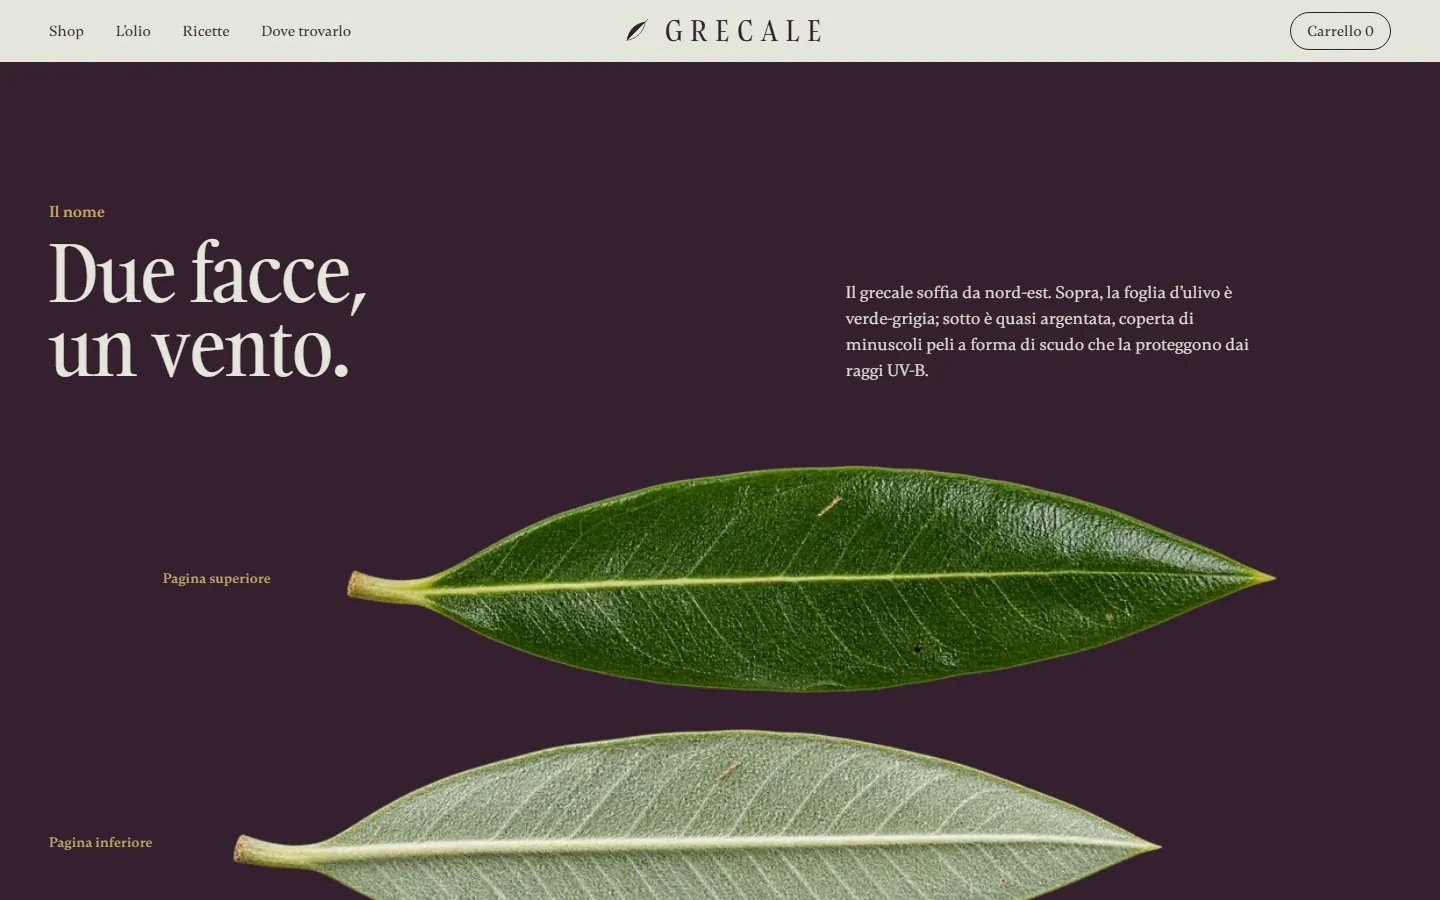 Shop
L'olio
Ricette
Dove trovarlo
GRECALE
Carrello 0
Il nome
Due facce,
un vento.
Il grecale soffia da nord-est. Sopra, la foglia d’ulivo è
verde-grigia; sotto è quasi argentata, coperta di
minuscoli peli a forma di scudo che la proteggono dai
raggi UV-B.
Pagina superiore
Pagina inferiore